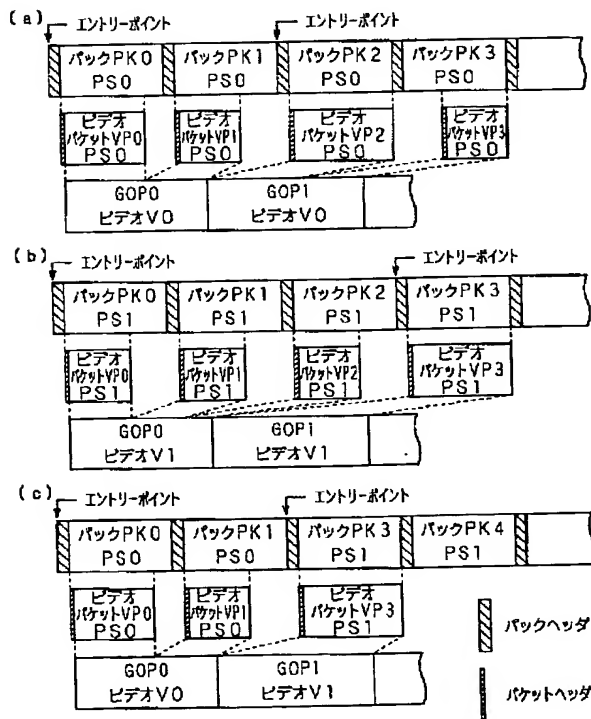 (a)
エントリーポイント
エントリーポイント
パックPK0
PS0
パックPK1
PS0
パックPK2
PS0
パックPK3
PS0
ビデオ
パケットVP0
PS0
ビデオ
パケットVP1
PS0
ビデオ
パケットVP2
PS0
ビデオ
パケットVP3
PS0
GOP0
ビデオV0
GOP1
ビデオV0
(b)
エントリーポイント
エントリーポイント
パックPK0
PS1
パックPK1
PS1
パックPK2
PS1
パックPK3
PS1
ビデオ
パケットVP0
PS1
ビデオ
パケットVP1
PS1
ビデオ
パケットVP2
PS1
ビデオ
パケットVP3
PS1
GOP0
ビデオV1
GOP1
ビデオV1
(c)
エントリーポイント
エントリーポイント
パックPK0
PS0
パックPK1
PS0
パックPK3
PS1
パックPK4
PS1
ビデオ
パケットVP0
PS0
ビデオ
パケットVP1
PS0
ビデオ
パケットVP3
PS1
GOP0
ビデオV0
GOP1
ビデオV1
パックヘッダ
パケットヘッダ